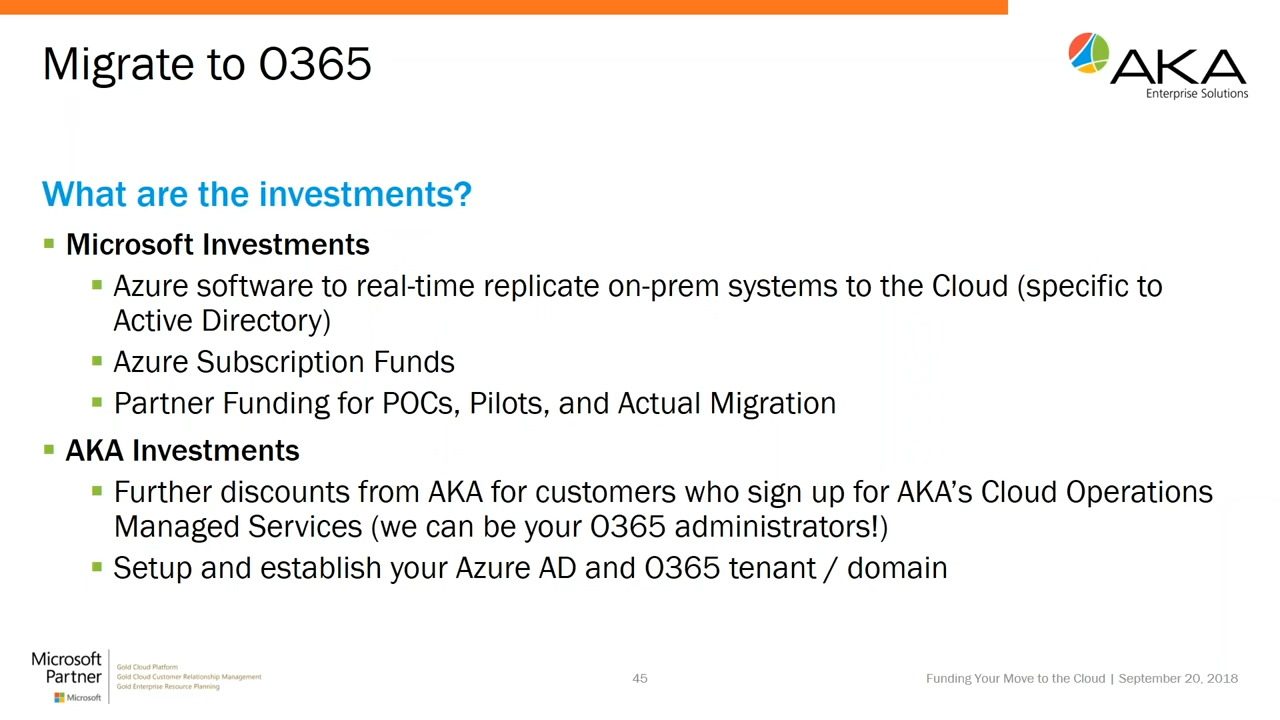 Migrate to O365
AKA
Enterprise Solutions
What are the investments?
Microsoft Investments
Azure software to real-time replicate on-prem systems to the Cloud (specific to
Active Directory)
Azure Subscription Funds
Partner Funding for POCs, Pilots, and Actual Migration
AKA Investments
Further discounts from AKA for customers who sign up for AKA’s Cloud Operations
Managed Services (we can be your O365 administrators!)
Setup and establish your Azure AD and O365 tenant / domain
Microsoft
Partner
Microsoft
Gold Cloud Platform
Gold Cloud Customer Relationship Management
Gold Enterprise Resource Planning
45
Funding Your Move to the Cloud | September 20, 2018